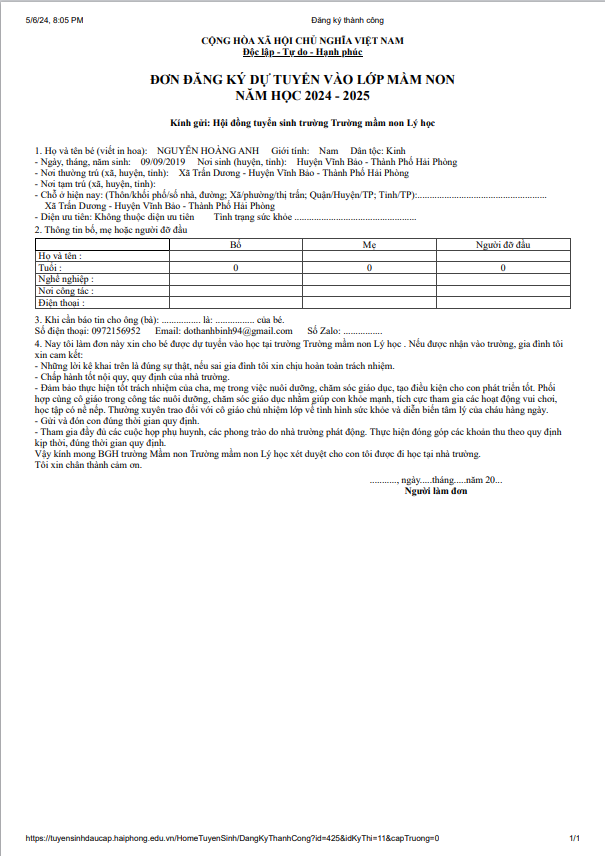 5/6/24, 8:05 PM Đăng ký thành công
CỘNG HÒA XÃ HỘI CHỦ NGHĨA VIỆT NAM
Độc lập - Tự do - Hạnh phúc
ĐƠN ĐĂNG KÝ DỰ TUYỂN VÀO LỚP MẦM NON
NĂM HỌC 2024 - 2025
Kính gửi: Hội đồng tuyển sinh trường Trường mầm non Lý học
1. Họ và tên bé (viết in hoa): NGUYỄN HOÀNG ANH Giới tính: Nam Dân tộc: Kinh
- Ngày, tháng, năm sinh: 09/09/2019 Nơi sinh (huyện, tỉnh): Huyện Vĩnh Bảo - Thành Phố Hải Phòng
- Nơi thường trú (xã, huyện, tỉnh): Xã Trấn Dương - Huyện Vĩnh Bảo - Thành Phố Hải Phòng
- Nơi tạm trú (xã, huyện, tỉnh):
- Chỗ ở hiện nay: (Thôn/khối phố/số nhà, đường; Xã/phường/thị trấn; Quận/Huyện/TP; Tỉnh/TP):....................................................
Xã Trấn Dương - Huyện Vĩnh Bảo - Thành Phố Hải Phòng
- Diện ưu tiên: Không thuộc diện ưu tiên Tình trạng sức khỏe .................................................
2. Thông tin bố, mẹ hoặc người đỡ đầu
Bố Mẹ Người đỡ đầu
Họ và tên :
Tuổi : 0 0 0
Nghề nghiệp :
Nơi công tác :
Điện thoại :
3. Khi cần báo tin cho ông (bà): ................ là: ................ của bé.
Số điện thoại: 0972156952 Email: dothanhbinh94@gmail.com Số Zalo: ................
4. Nay tôi làm đơn này xin cho bé được dự tuyển vào học tại trường Trường mầm non Lý học . Nếu được nhận vào trường, gia đình tôi
xin cam kết:
- Những lời kê khai trên là đúng sự thật, nếu sai gia đình tôi xin chịu hoàn toàn trách nhiệm.
- Chấp hành tốt nội quy, quy định của nhà trường.
- Đảm bảo thực hiện tốt trách nhiệm của cha, mẹ trong việc nuôi dưỡng, chăm sóc giáo dục, tạo điều kiện cho con phát triển tốt. Phối
hợp cùng cô giáo trong công tác nuôi dưỡng, chăm sóc giáo dục nhằm giúp con khỏe mạnh, tích cực tham gia các hoạt động vui chơi,
học tập có nề nếp. Thường xuyên trao đổi với cô giáo chủ nhiệm lớp về tình hình sức khỏe và diễn biến tâm lý của cháu hằng ngày.
- Gửi và đón con đúng thời gian quy định.
- Tham gia đầy đủ các cuộc họp phụ huynh, các phong trào do nhà trường phát động. Thực hiện đóng góp các khoản thu theo quy định
kịp thời, đúng thời gian quy định.
Vậy kính mong BGH trường Mầm non Trường mầm non Lý học xét duyệt cho con tôi được đi học tại nhà trường.
Tôi xin chân thành cảm ơn.
..........., ngày.....tháng.....năm 20...
Người làm đơn
https://tuyensinhdaucap.haiphong.edu.vn/HomeTuyenSinh/DangKyThanhCong?id=425&idKyThi=11&capTruong=0 1/1